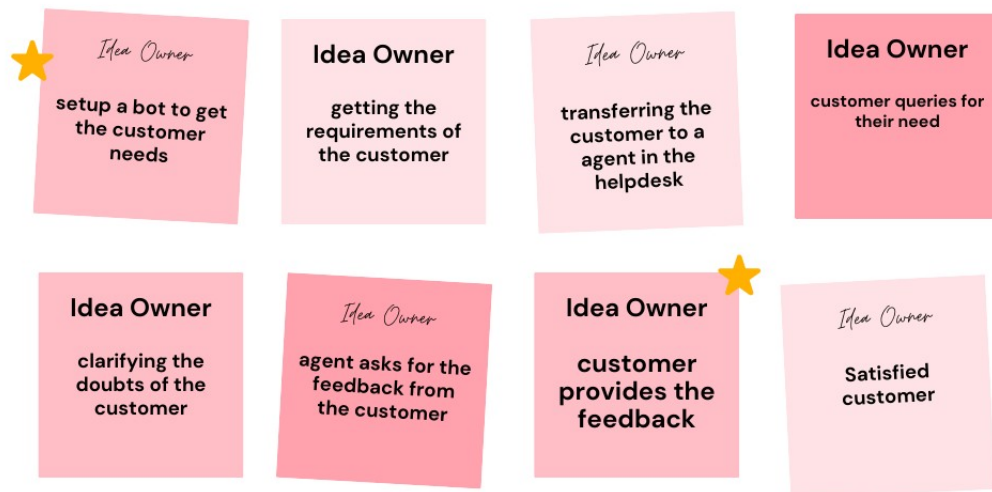 Idea Owner
setup a bot to get
the customer
needs
Idea Owner
getting the
requirements of
the customer
Idea Owner
transferring the
customer to a
agent in the
helpdesk
Idea Owner
customer queries for
their need
Idea Owner
clarifying the
doubts of the
customer
Idea Owner
agent asks for the
feedback from
the customer
Idea Owner
customer
provides the
feedback
Idea Owner
Satisfied
customer